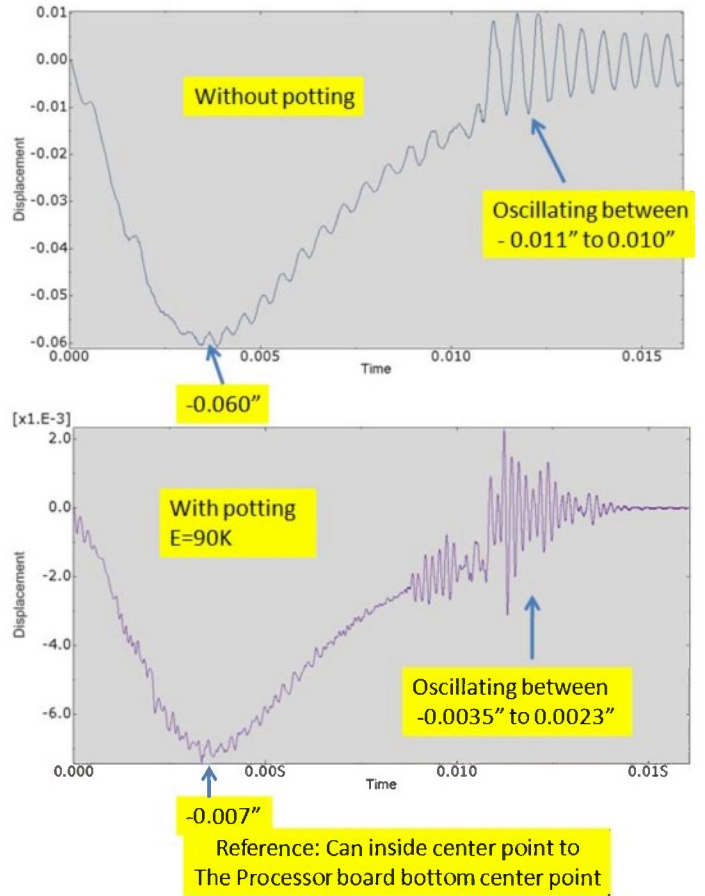 0.01
0.00
-0.01
-0.02
-0.03
-0.04
-0.05
-0.06
Displacement
Without potting
Oscillating between
- 0.011” to 0.010”
0.000
0.005
0.010
0.015
Time
-0.060”
[x1.E-3]
2.0
0.0
-2.0
-4.0
-6.0
Displacement
With potting
E=90K
Oscillating between
-0.0035” to 0.0023”
0.000
0.00S
0.010
0.01S
Time
-0.007”
Reference: Can inside center point to
The Processor board bottom center point